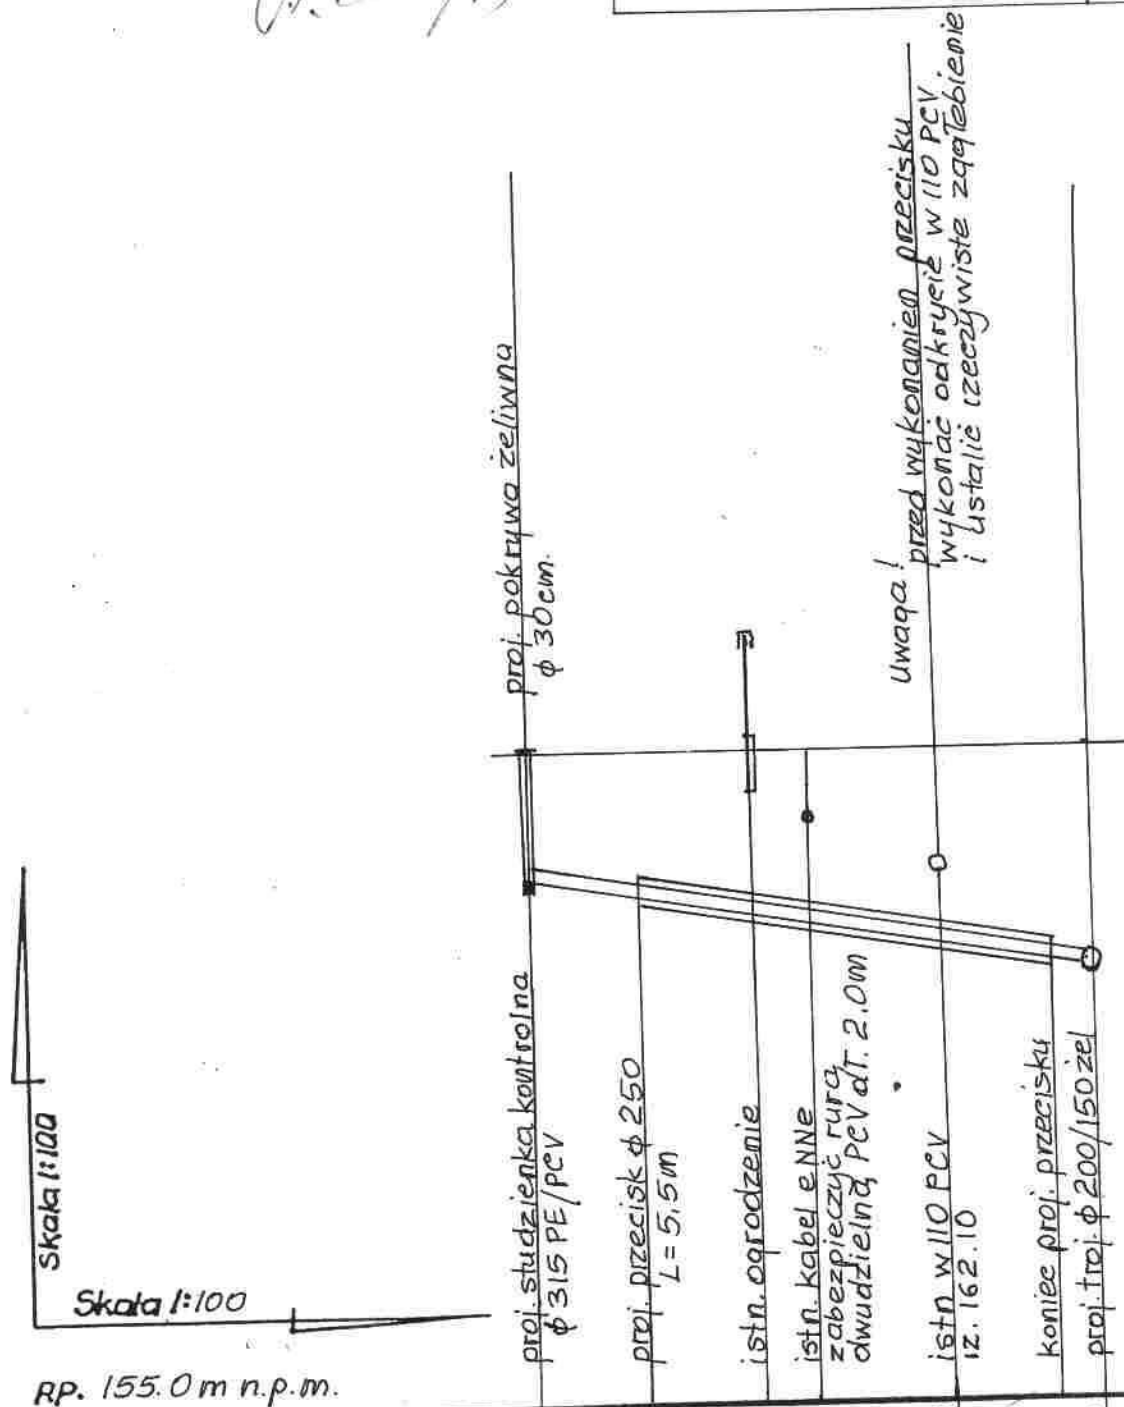 proj. pokrywa żeliwna
ϕ 30 cm.
Uwaga!
przed wykonaniem przecisku
wykonać odkrycie w 110 PCV.
i ustalić rzeczywiste zagłębienie
Skala 1:100
Skala 1:100
RP. 155.0 m n.p.m.
proj. studzienka kontrolna
ϕ 315 PE/PCV
proj. przecisk ϕ 250
L = 5,5m
istn. ogrodzenie
istn. kabel eNNe
zabezpieczyć rurą
dwudzielną PCV dł. 2.0m
istn w 110 PCV
rz. 162.10
koniec proj. przecisku
proj. trój. ϕ 200/150 żel